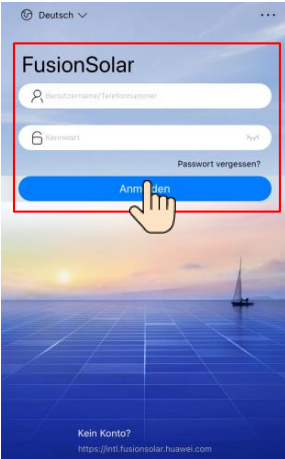 Deutsch
FusionSolar
Benutzername/Telefonnummer
Kennwort
Passwort vergessen?
Anmelden
Kein Konto?
https://intl.fusionsolar.huawei.com